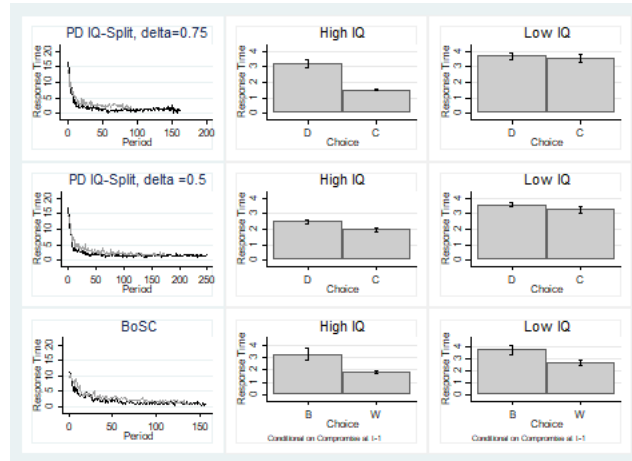 PD IQ-Split, delta=0.75
Response Time
0 5 10 15 20
0 50 100 150 200
Period
High IQ
Response Time
0 1 2 3 4
D C
Choice
Low IQ
Response Time
0 1 2 3 4
D C
Choice
PD IQ-Split, delta =0.5
Response Time
0 5 10 15 20
0 50 100 150 200 250
Period
High IQ
Response Time
0 1 2 3 4
D C
Choice
Low IQ
Response Time
0 1 2 3 4
D C
Choice
BoSC
Response Time
0 5 10 15 20
0 50 100 150
Period
High IQ
Response Time
0 1 2 3 4
B W
Choice
Conditional on Compromise at t-1
Low IQ
Response Time
0 1 2 3 4
B W
Choice
Conditional on Compromise at t-1